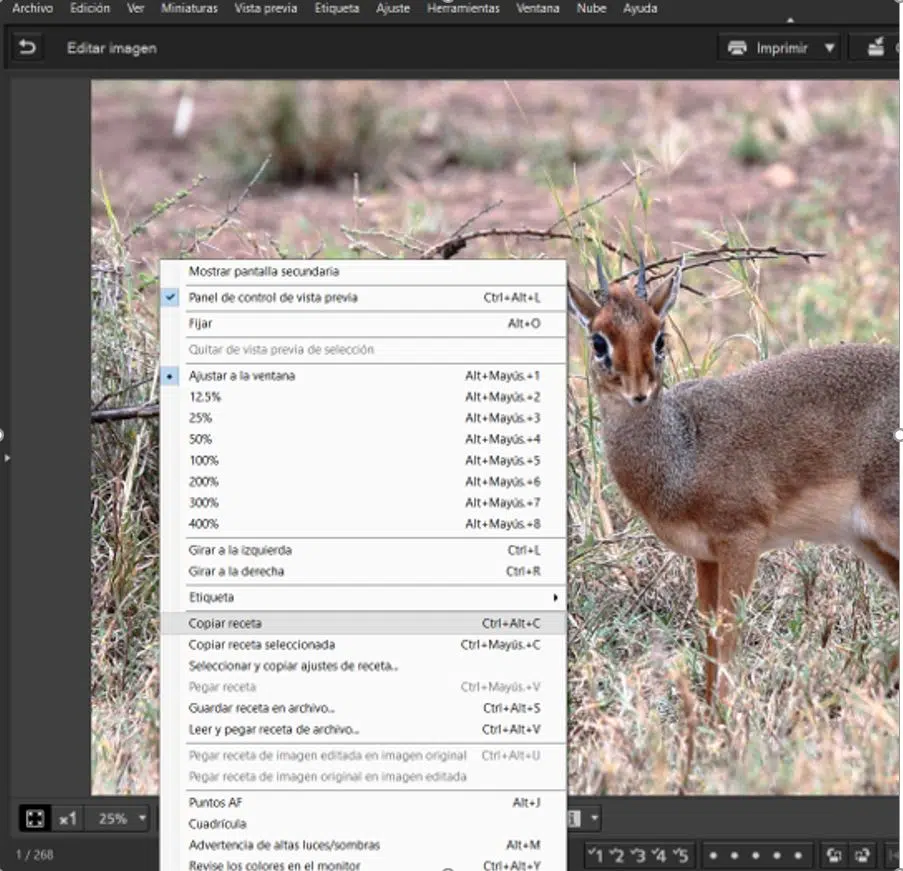 Archivo Edición Ver Miniaturas Vista previa Etiqueta Ajuste Herramientas Ventana Nube Ayuda
Editar imagen Imprimir
Mostrar pantalla secundaria
Panel de control de vista previa Ctrl+Alt+L
Fijar Alt+O
Quitar de vista previa de selección
Ajustar a la ventana Alt+Mayús.+1
12.5% Alt+Mayús.+2
25% Alt+Mayús.+3
50% Alt+Mayús.+4
100% Alt+Mayús.+5
200% Alt+Mayús.+6
300% Alt+Mayús.+7
400% Alt+Mayús.+8
Girar a la izquierda Ctrl+L
Girar a la derecha Ctrl+R
Etiqueta
Copiar receta Ctrl+Alt+C
Copiar receta seleccionada Ctrl+Mayús.+C
Seleccionar y copiar ajustes de receta...
Pegar receta Ctrl+Mayús.+V
Guardar receta en archivo... Ctrl+Alt+S
Leer y pegar receta de archivo... Ctrl+Alt+V
Pegar receta de imagen editada en imagen original Ctrl+Alt+U
Pegar receta de imagen original en imagen editada
Puntos AF Alt+J
Cuadrícula
x1 25%
Advertencia de altas luces/sombras Alt+M
1 / 268 1 2 3 4 5
Revise los colores en el monitor Ctrl+Alt+Y